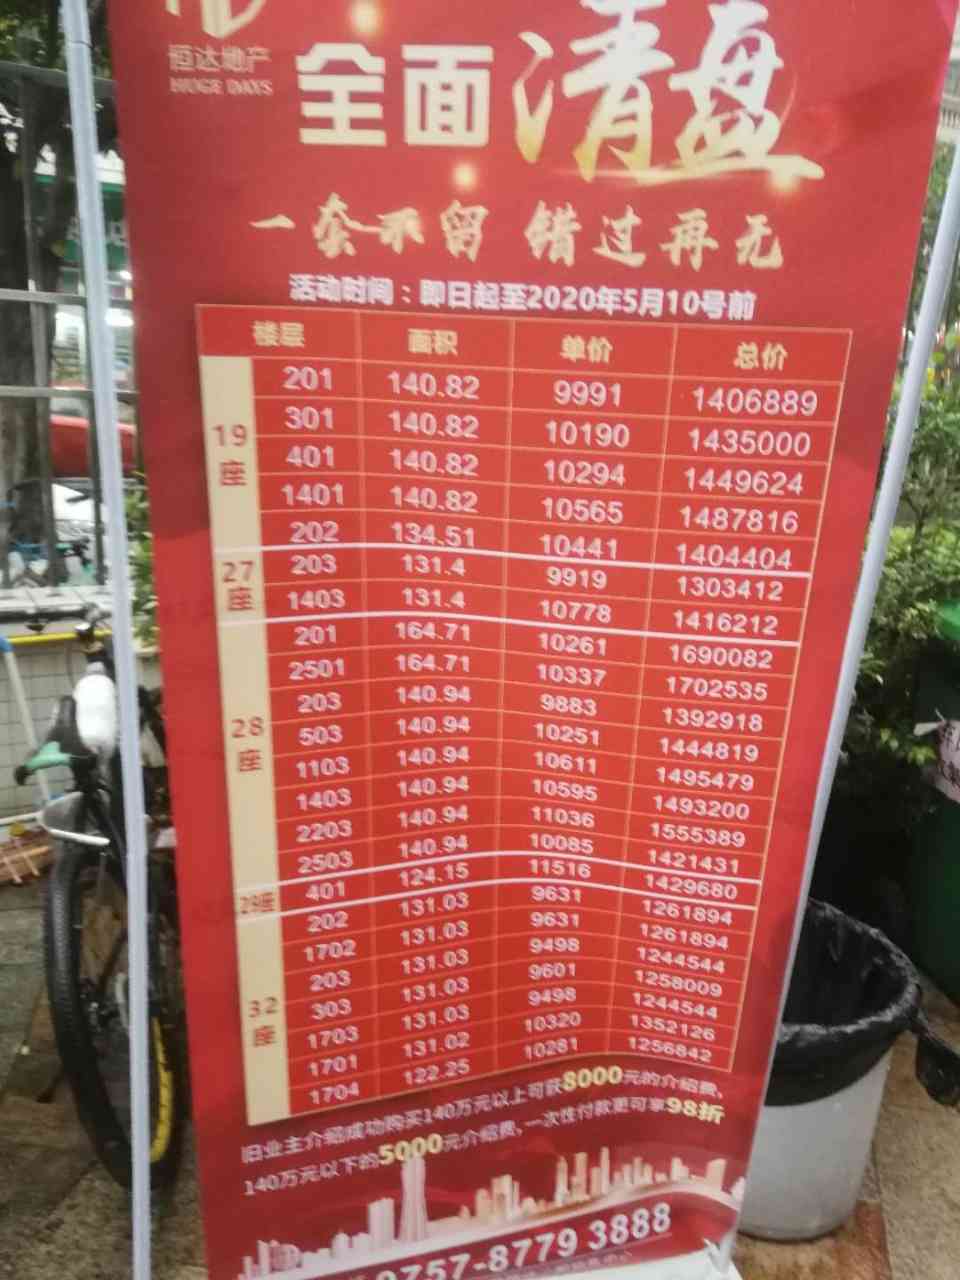 恒达地产
HUGE DAYS
全面清盘
一套不留 错过再无
活动时间：即日起至2020年5月10号前
楼层 面积 单价 总价
19座
201 140.82 9991 1406889
301 140.82 10190 1435000
401 140.82 10294 1449624
1401 140.82 10565 1487816
202 134.51 10441 1404404
27座
203 131.4 9919 1303412
1403 131.4 10778 1416212
28座
201 164.71 10261 1690082
2501 164.71 10337 1702535
203 140.94 9883 1392918
503 140.94 10251 1444819
1103 140.94 10611 1495479
1403 140.94 10595 1493200
2203 140.94 11036 1555389
2503 140.94 10085 1421431
29座
401 124.15 11516 1429680
32座
202 131.03 9631 1261894
1702 131.03 9631 1261894
203 131.03 9498 1244544
303 131.03 9601 1258009
1703 131.03 9498 1244544
1701 131.02 10320 1352126
1704 122.25 10281 1256842
旧业主介绍成功购买140万元以上可获8000元的介绍费,
140万元以下的5000元介绍费,一次性付款更可享98折
0757-8779 3888